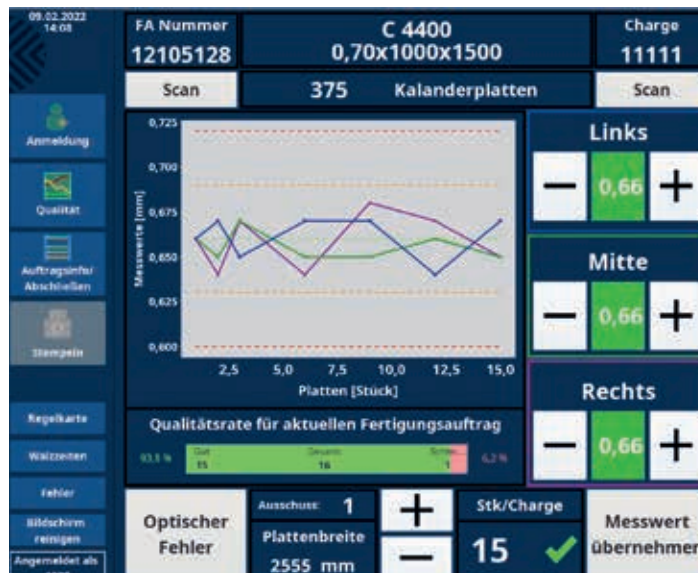 09.02.2022
14:08
FA Nummer
12105128
C 4400
0,70x1000x1500
Charge
11111
Scan
375 Kalanderplatten
Scan
Anmeldung
Qualität
Auftragsinfo/
Abschließen
Stempeln
Regelkarte
Walzzeiten
Fehler
Bildschirm
reinigen
Angemeldet als
Messwerte [mm]
0,725
0,700
0,675
0,650
0,625
0,600
2,5 5,0 7,5 10,0 12,5 15,0
Platten [Stück]
Links
− 0,66 +
Mitte
− 0,66 +
Rechts
− 0,66 +
Qualitätsrate für aktuellen Fertigungsauftrag
Gut Gesamt
15 16 1
6,2 %
Optischer
Fehler
Ausschuss: 1
Plattenbreite
2555 mm
+
−
Stk/Charge
15
Messwert
übernehmen